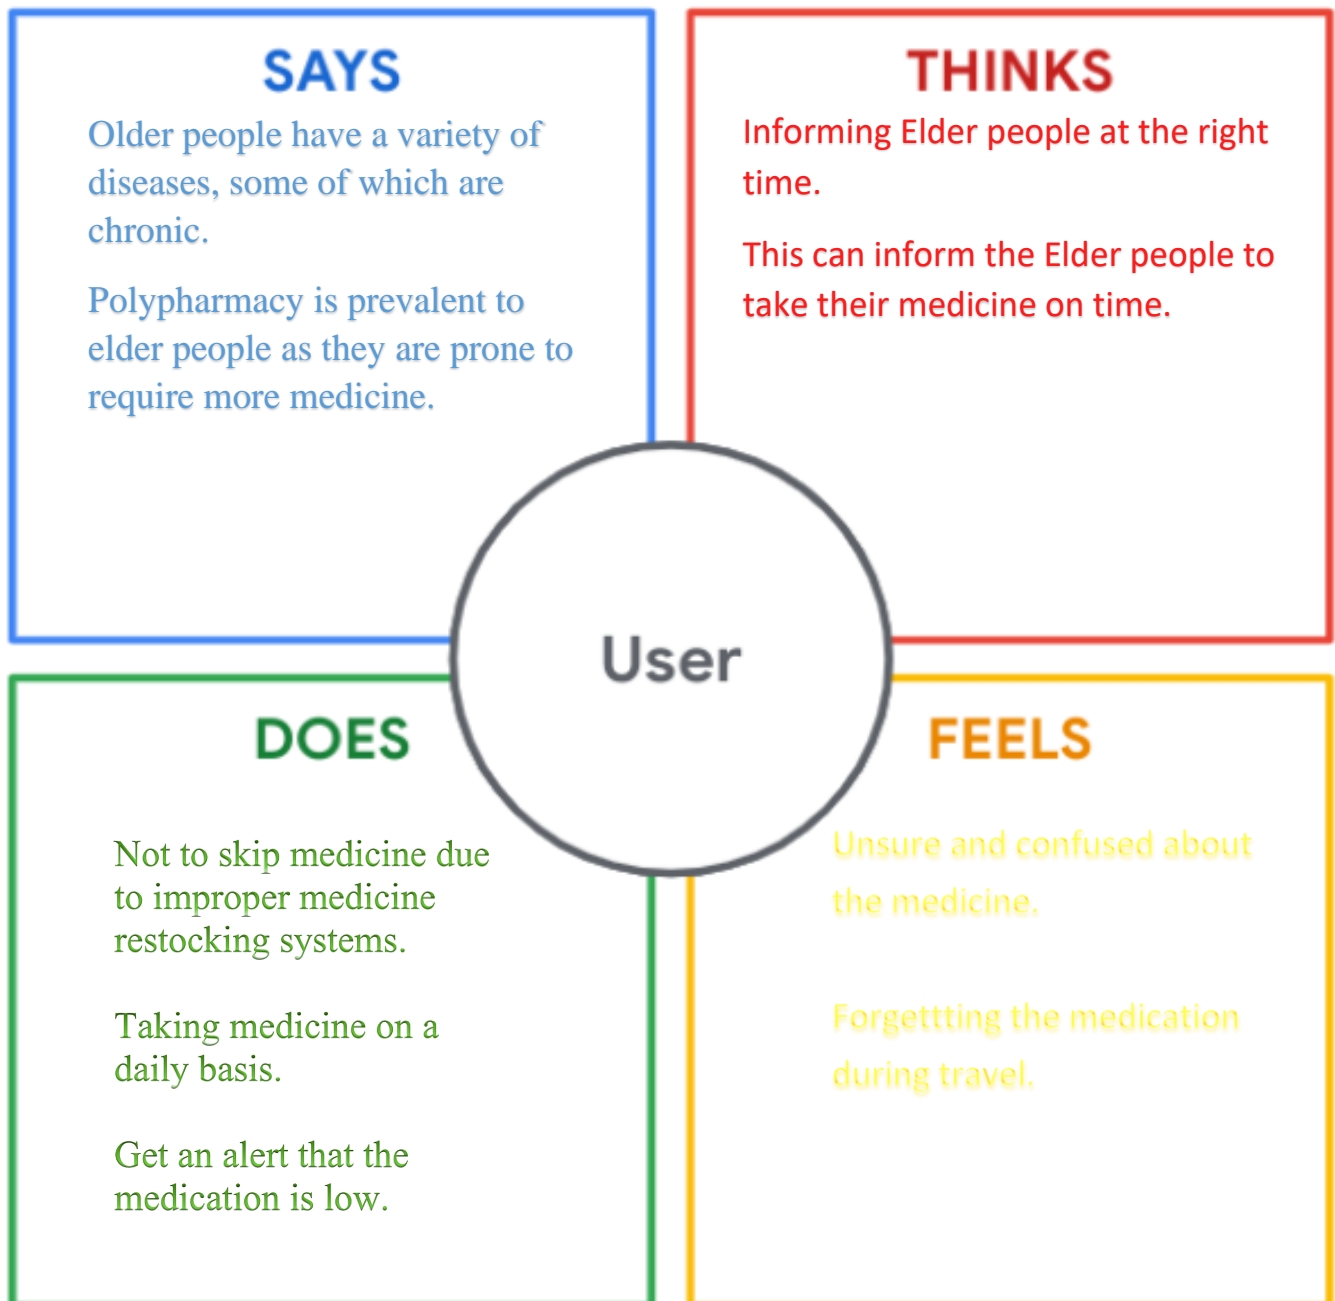 SAYS
Older people have a variety of
diseases, some of which are
chronic.
Polypharmacy is prevalent to
elder people as they are prone to
require more medicine.
THINKS
Informing Elder people at the right
time.
This can inform the Elder people to
take their medicine on time.
User
DOES
Not to skip medicine due
to improper medicine
restocking systems.
Taking medicine on a
daily basis.
Get an alert that the
medication is low.
FEELS
Unsure and confused about
the medicine.
Forgettting the medication
during travel.